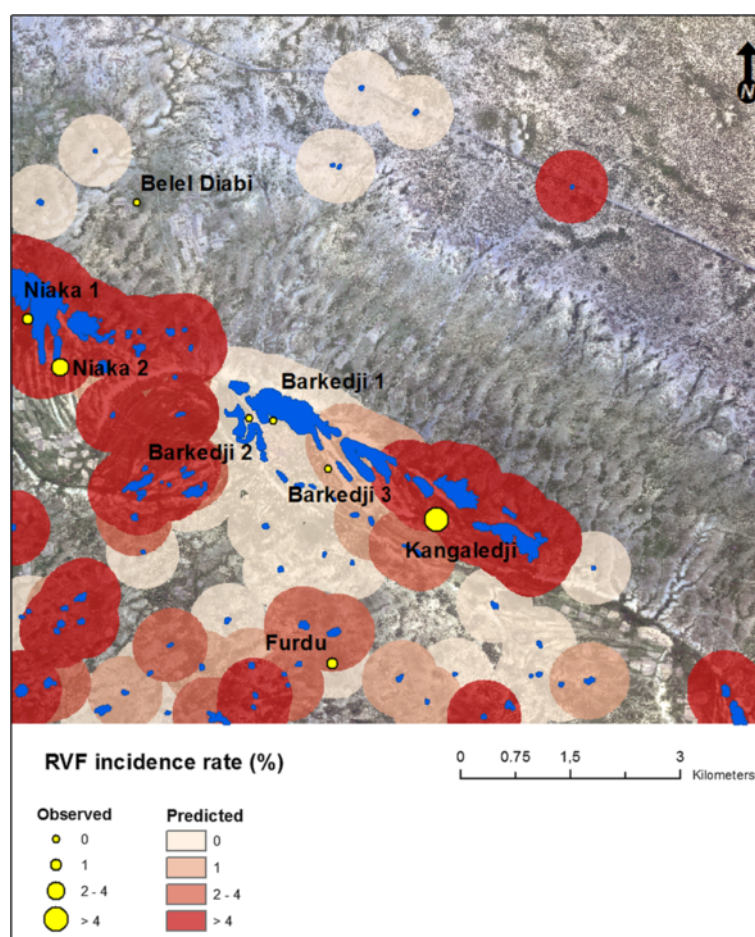 N
Belel Diabi
Niaka 1
Niaka 2
Barkedji 1
Barkedji 2
Barkedji 3
Kangaledji
Furdu
RVF incidence rate (%)
0 0.75 1,5 3
Kilometers
Observed Predicted
0 0
1 1
2 - 4 2 - 4
> 4 > 4